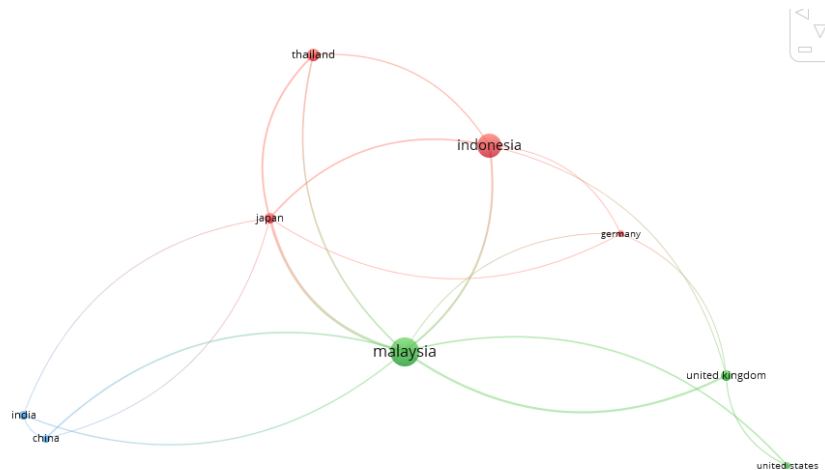 thailand
indonesia
japan
germany
malaysia
united kingdom
india
china
united states